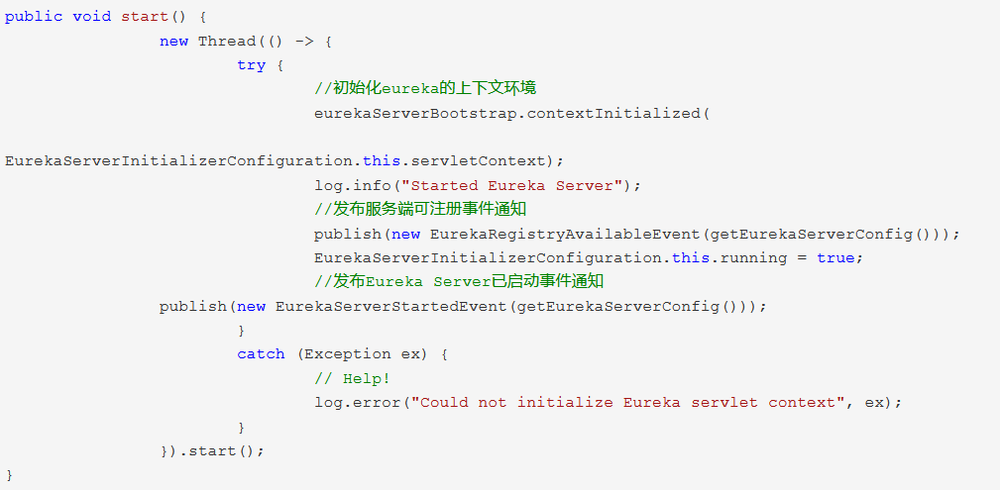 public void start() {
new Thread(() -> {
try {
//初始化eureka的上下文环境
eurekaServerBootstrap.contextInitialized(
EurekaServerInitializerConfiguration.this.servletContext);
log.info("Started Eureka Server");
//发布服务端可注册事件通知
publish(new EurekaRegistryAvailableEvent(getEurekaServerConfig()));
EurekaServerInitializerConfiguration.this.running = true;
//发布Eureka Server已启动事件通知
publish(new EurekaServerStartedEvent(getEurekaServerConfig()));
}
catch (Exception ex) {
// Help!
log.error("Could not initialize Eureka servlet context", ex);
}
}).start();
}